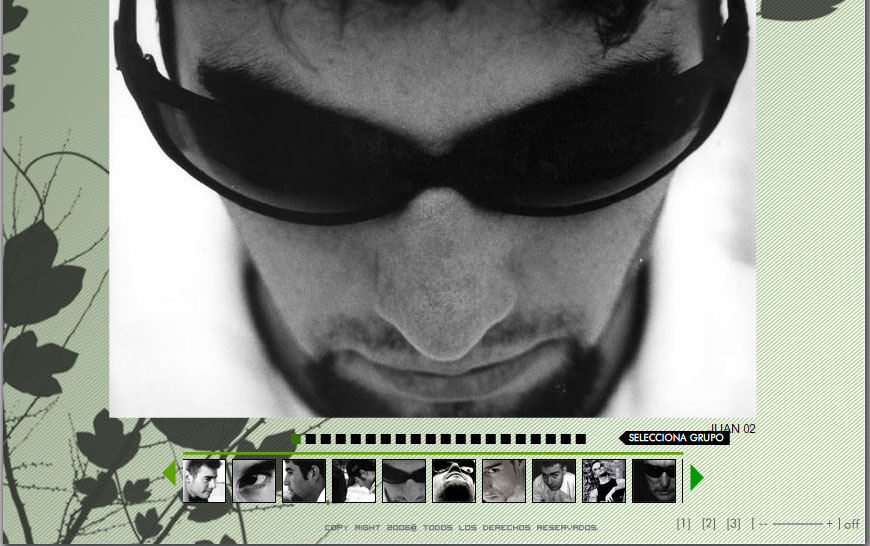 JUAN 02
SELECCIONA GRUPO
COPY RIGHT 2006@ TODOS LOS DERECHOS RESERVADOS.
[1] [2] [3] [ -- ------------ + ] off